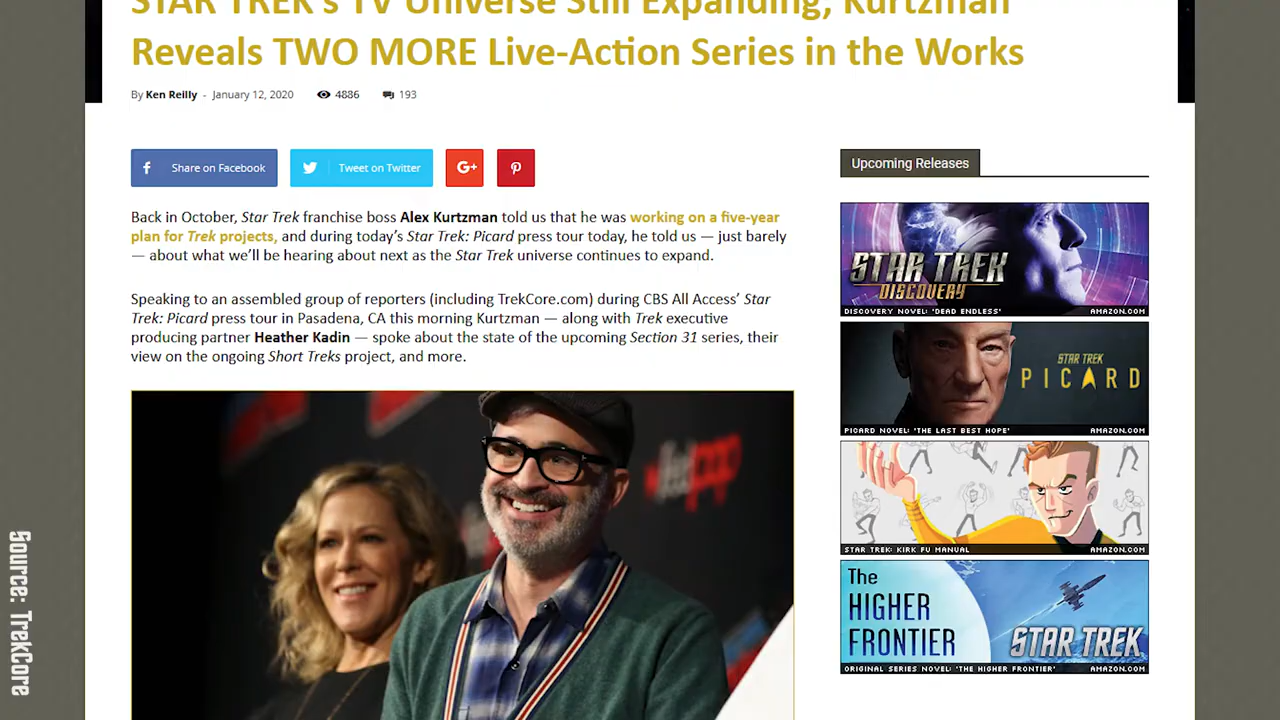 STAR TREK's TV Universe Still Expanding; Kurtzman
Reveals TWO MORE Live-Action Series in the Works
By Ken Reilly - January 12, 2020 4886 193
Share on Facebook
Tweet on Twitter
G+
Back in October, Star Trek franchise boss Alex Kurtzman told us that he was working on a five-year
plan for Trek projects, and during today's Star Trek: Picard press tour today, he told us — just barely
— about what we'll be hearing about next as the Star Trek universe continues to expand.
Speaking to an assembled group of reporters (including TrekCore.com) during CBS All Access' Star
Trek: Picard press tour in Pasadena, CA this morning Kurtzman — along with Trek executive
producing partner Heather Kadin — spoke about the state of the upcoming Section 31 series, their
view on the ongoing Short Treks project, and more.
Upcoming Releases
STAR TREK
DISCOVERY
DISCOVERY NOVEL: 'DEAD ENDLESS' AMAZON.COM
STAR TREK
PICARD
PICARD NOVEL: 'THE LAST BEST HOPE' AMAZON.COM
STAR TREK: KIRK FU MANUAL AMAZON.COM
The
HIGHER
FRONTIER
STAR TREK
ORIGINAL SERIES NOVEL: 'THE HIGHER FRONTIER' AMAZON.COM
Source: TrekCore